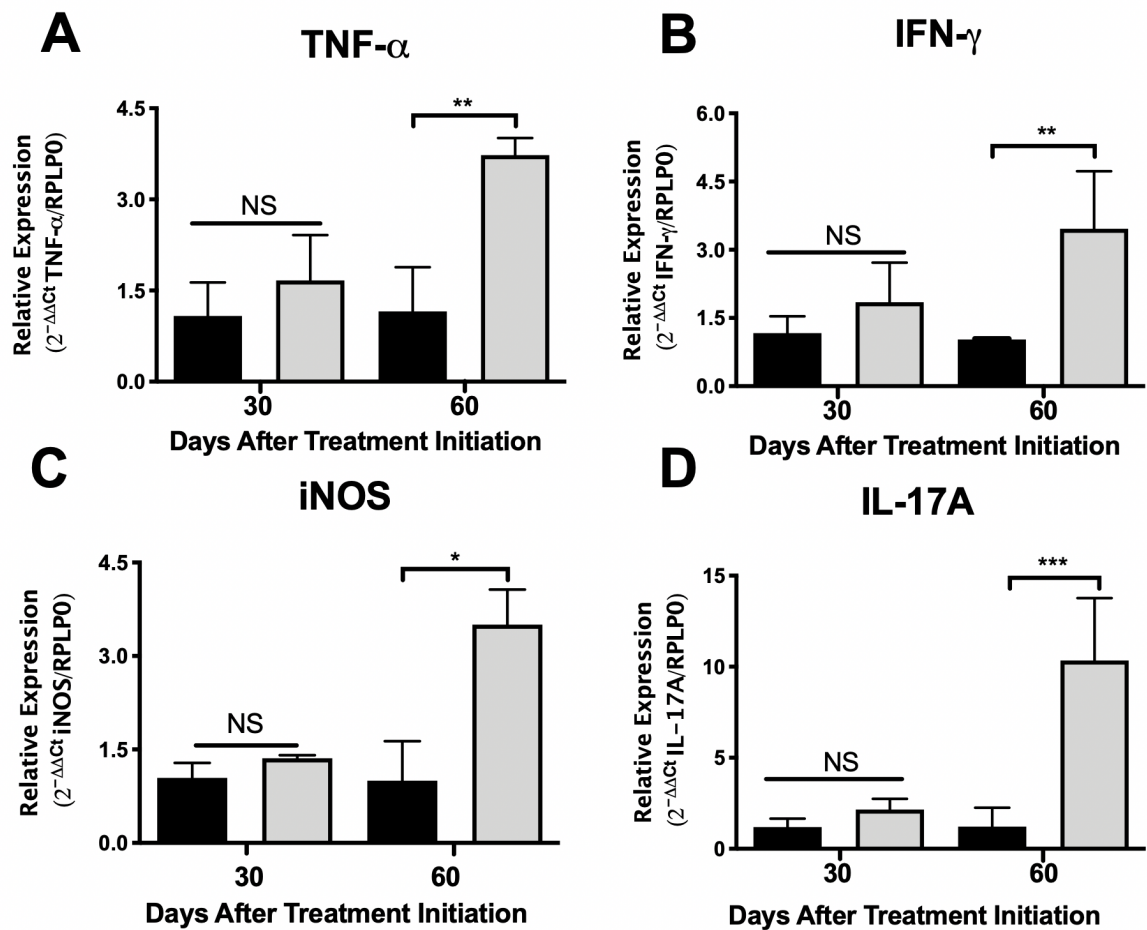 A
TNF-α
Relative Expression
(2⁻ΔΔCt TNF-α/RPLP0)
4.5
3.0
1.5
0.0
NS
**
30
60
Days After Treatment Initiation
B
IFN-γ
Relative Expression
(2⁻ΔΔCt IFN-γ/RPLP0)
6.0
4.5
3.0
1.5
0.0
NS
**
30
60
Days After Treatment Initiation
C
iNOS
Relative Expression
(2⁻ΔΔCt iNOS/RPLP0)
4.5
3.0
1.5
0.0
NS
*
30
60
Days After Treatment Initiation
D
IL-17A
Relative Expression
(2⁻ΔΔCt IL-17A/RPLP0)
15
10
5
0
NS
***
30
60
Days After Treatment Initiation